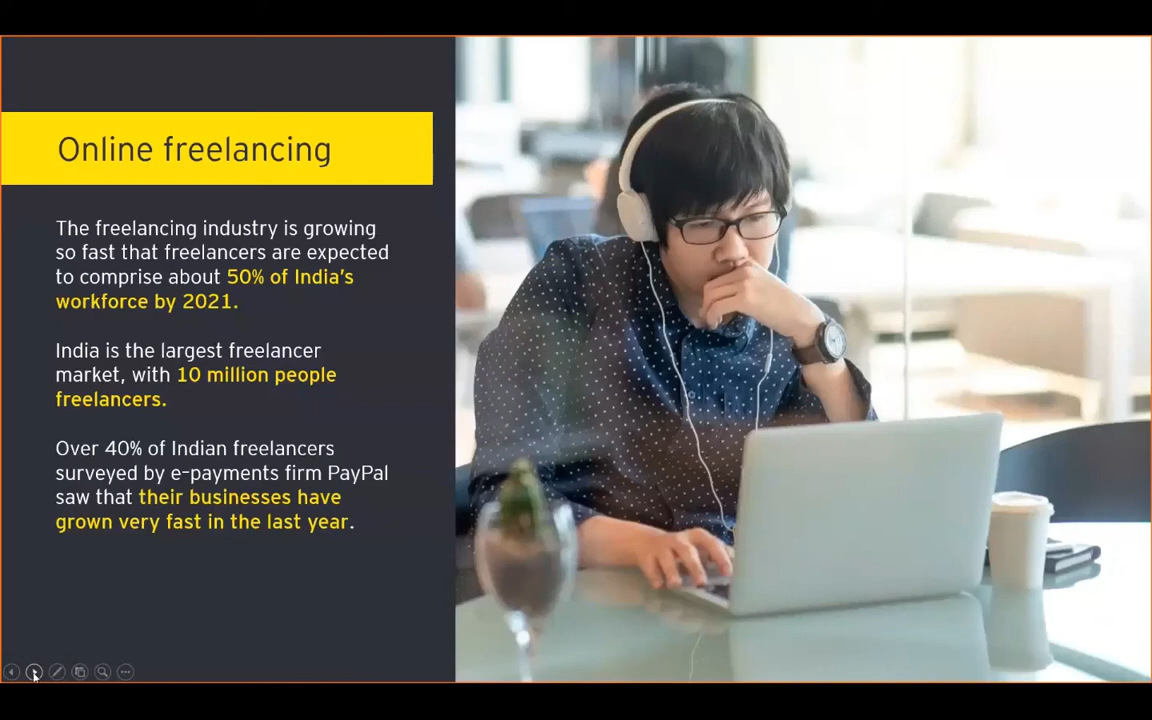 Online freelancing
The freelancing industry is growing
so fast that freelancers are expected
to comprise about 50% of India's
workforce by 2021.
India is the largest freelancer
market, with 10 million people
freelancers.
Over 40% of Indian freelancers
surveyed by e-payments firm PayPal
saw that their businesses have
grown very fast in the last year.